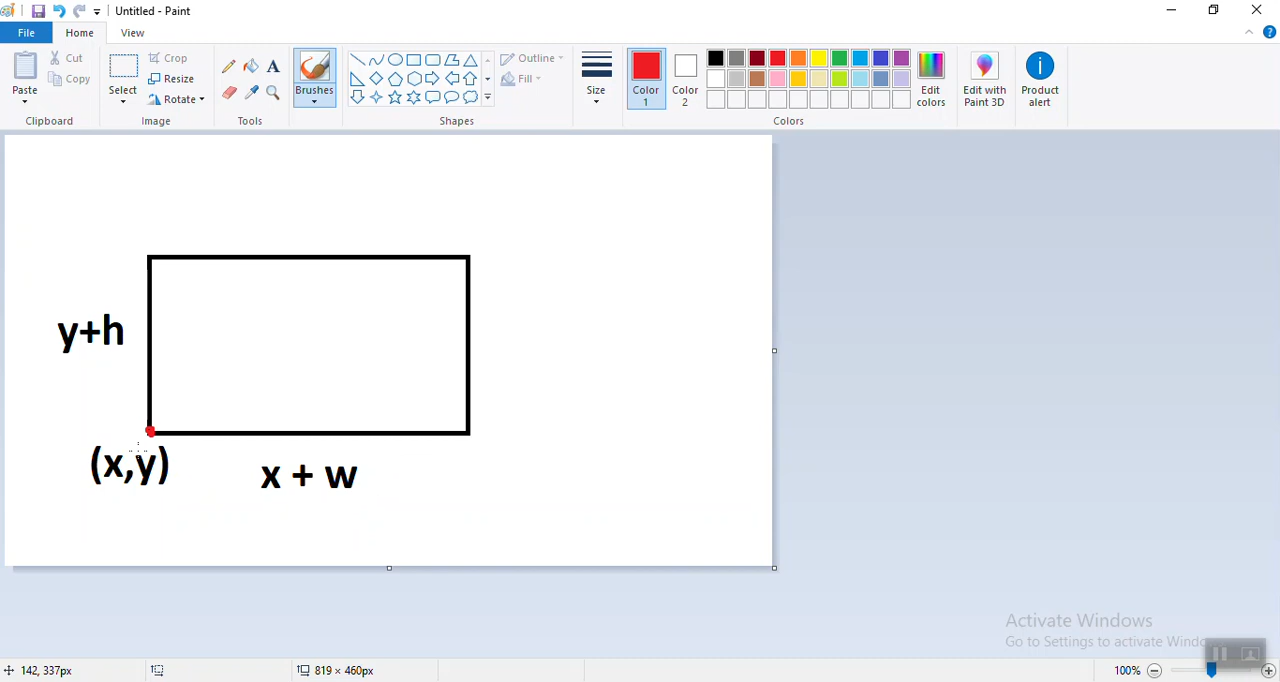 Untitled - Paint
File Home View
Paste
Cut
Copy
Clipboard
Select
Crop
Resize
Rotate
Image
A
Tools
Brushes
Outline
Fill
Shapes
Size
Color 1
Color 2
Edit colors
Colors
Edit with Paint 3D
Product alert
y+h
(x,y)
x + w
Activate Windows
Go to Settings to activate Windo
142, 337px
819 × 460px
100%